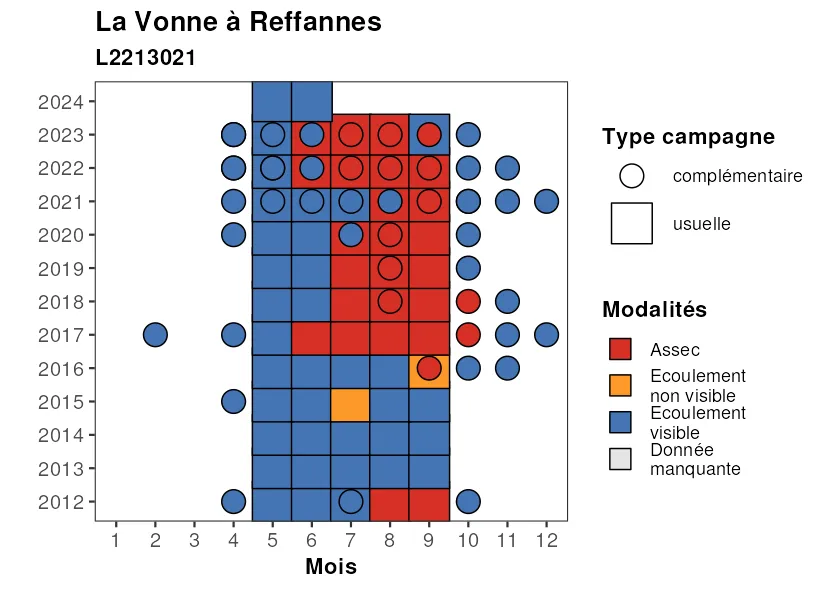 La Vonne à Reffannes
L2213021
2024
2023
2022
2021
2020
2019
2018
2017
2016
2015
2014
2013
2012
1 2 3 4 5 6 7 8 9 10 11 12
Mois
Type campagne
complémentaire
usuelle
Modalités
Assec
Ecoulement
non visible
Ecoulement
visible
Donnée
manquante